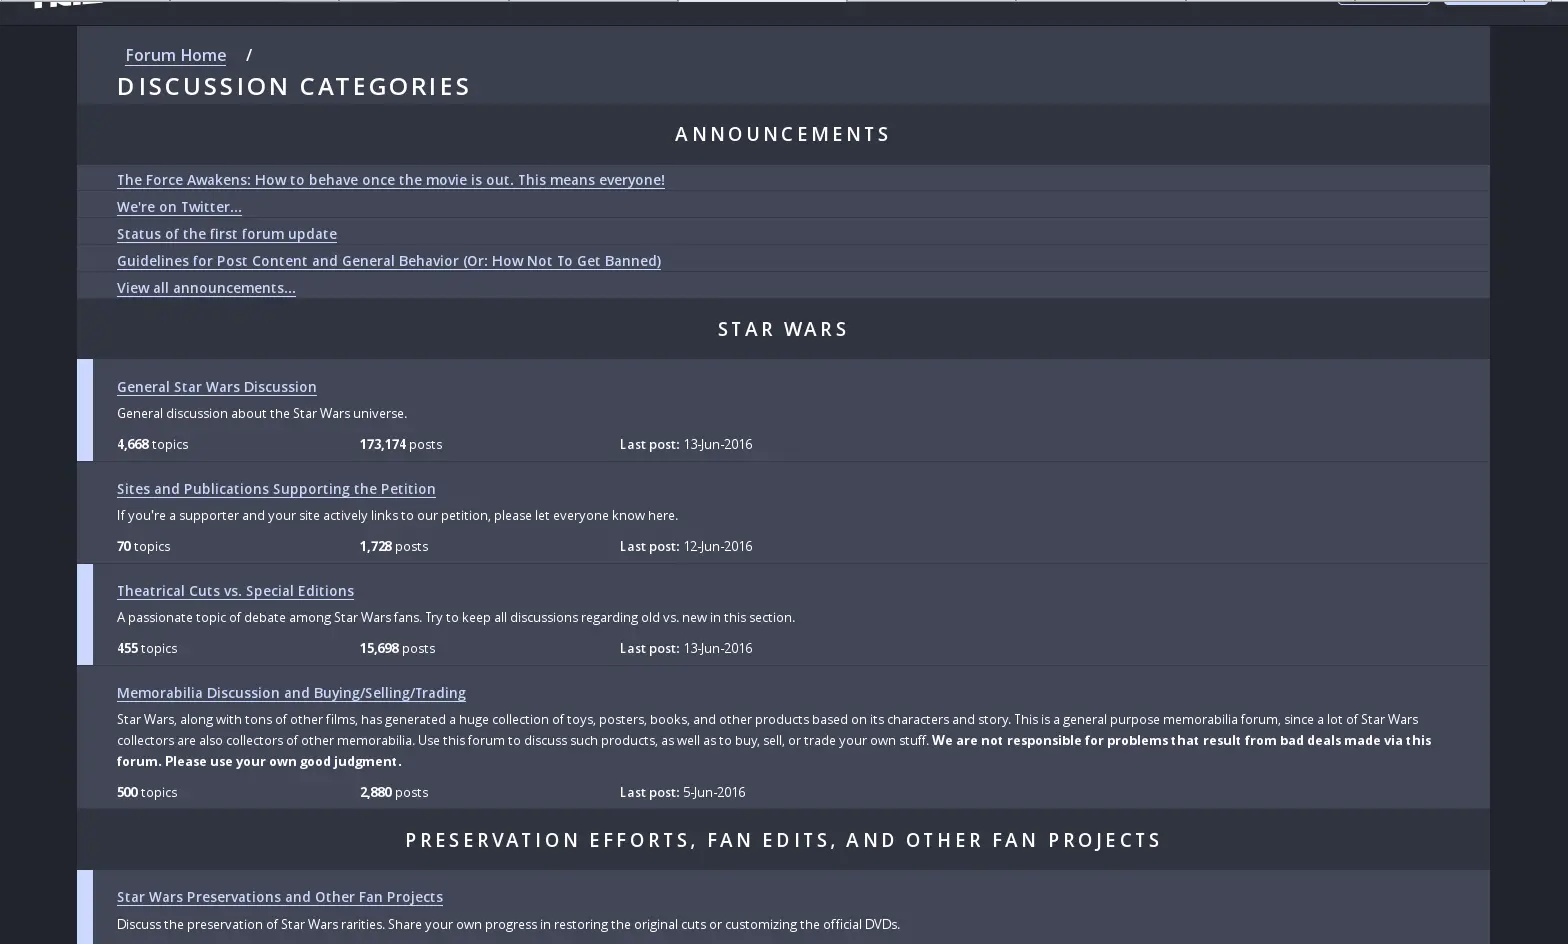 Forum Home /
DISCUSSION CATEGORIES
ANNOUNCEMENTS
The Force Awakens: How to behave once the movie is out. This means everyone!
We're on Twitter...
Status of the first forum update
Guidelines for Post Content and General Behavior (Or: How Not To Get Banned)
View all announcements...
STAR WARS
General Star Wars Discussion
General discussion about the Star Wars universe.
4,668 topics 173,174 posts Last post: 13-Jun-2016
Sites and Publications Supporting the Petition
If you're a supporter and your site actively links to our petition, please let everyone know here.
70 topics 1,728 posts Last post: 12-Jun-2016
Theatrical Cuts vs. Special Editions
A passionate topic of debate among Star Wars fans. Try to keep all discussions regarding old vs. new in this section.
455 topics 15,698 posts Last post: 13-Jun-2016
Memorabilia Discussion and Buying/Selling/Trading
Star Wars, along with tons of other films, has generated a huge collection of toys, posters, books, and other products based on its characters and story. This is a general purpose memorabilia forum, since a lot of Star Wars
collectors are also collectors of other memorabilia. Use this forum to discuss such products, as well as to buy, sell, or trade your own stuff. We are not responsible for problems that result from bad deals made via this
forum. Please use your own good judgment.
500 topics 2,880 posts Last post: 5-Jun-2016
PRESERVATION EFFORTS, FAN EDITS, AND OTHER FAN PROJECTS
Star Wars Preservations and Other Fan Projects
Discuss the preservation of Star Wars rarities. Share your own progress in restoring the original cuts or customizing the official DVDs.